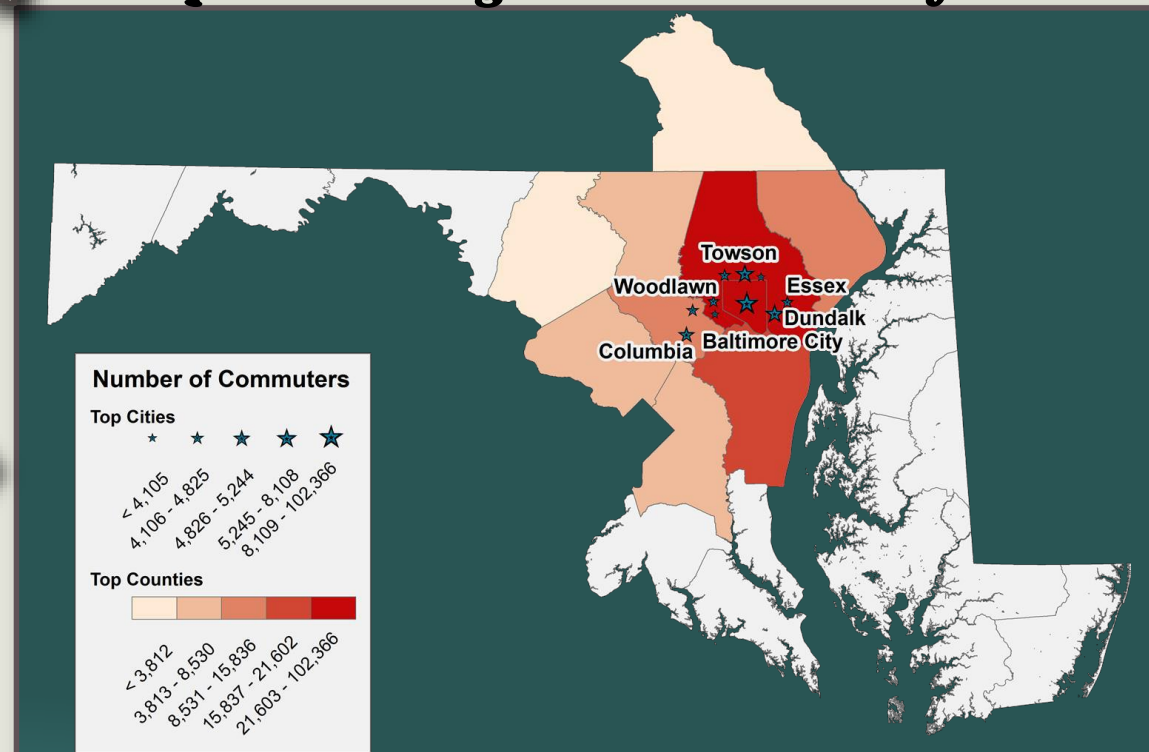 Towson
Woodlawn
Essex
Dundalk
Baltimore City
Columbia
Number of Commuters
Top Cities
< 4,105
4,106 - 4,825
4,826 - 5,244
5,245 - 8,108
8,109 - 102,366
Top Counties
< 3,812
3,813 - 8,530
8,531 - 15,836
15,837 - 21,602
21,603 - 102,366